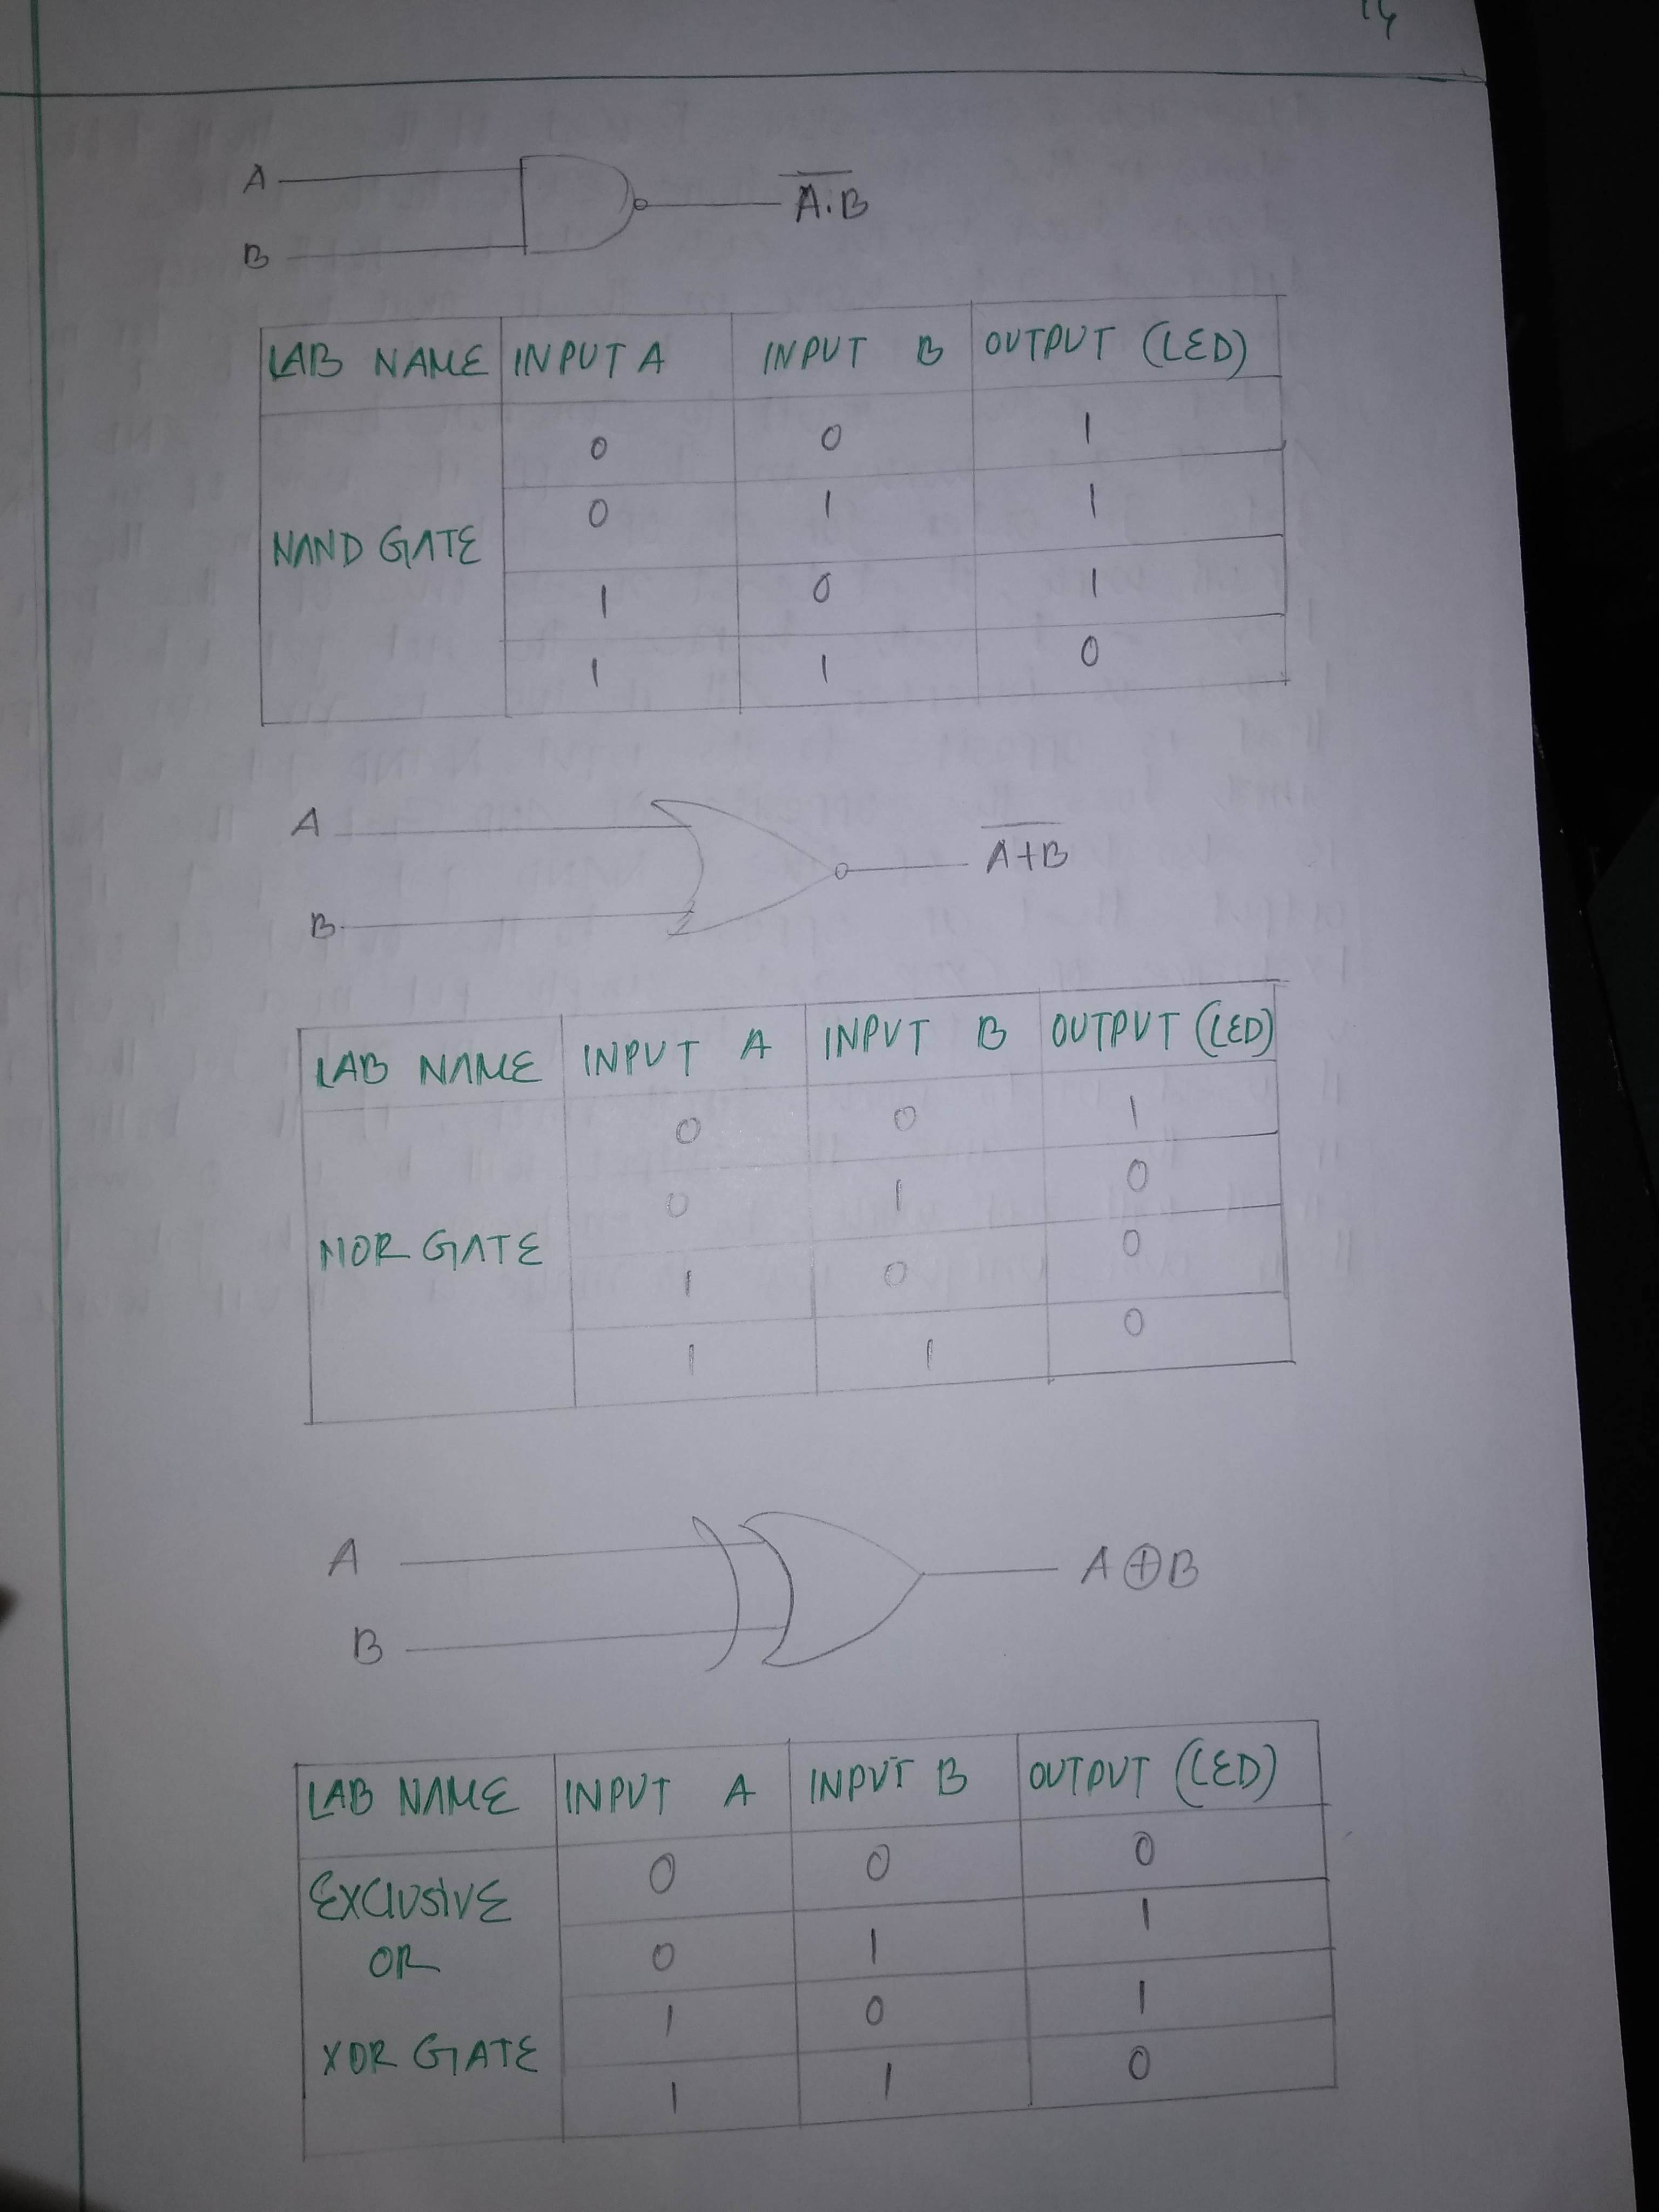 14
A
B
A̅.̅B̅
LAB NAME INPUT A INPUT B OUTPUT (LED)
0 0 1
0 1 1
NAND GATE
1 0 1
1 1 0
A
B
A̅+̅B̅
LAB NAME INPUT A INPUT B OUTPUT (LED)
0 0 1
0 1 0
NOR GATE
1 0 0
1 1 0
A
B
A⊕B
LAB NAME INPUT A INPUT B OUTPUT (LED)
EXCLUSIVE 0 0 0
OR 0 1 1
1 0 1
XOR GATE
1 1 0